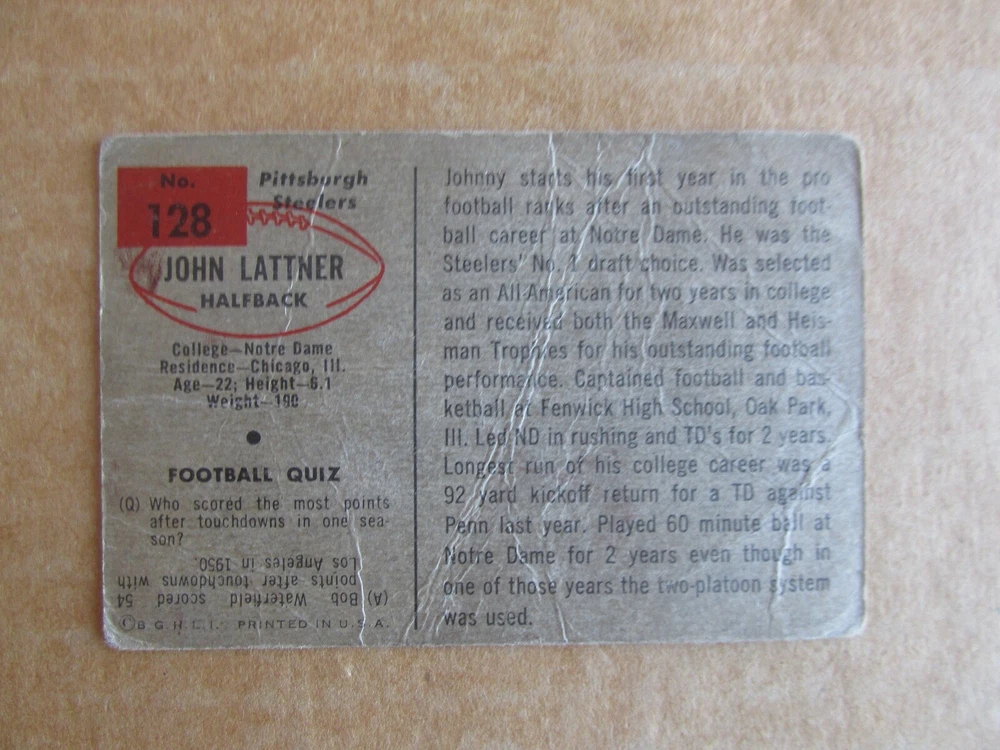 No.
128
Pittsburgh
Steelers
JOHN LATTNER
HALFBACK
College—Notre Dame
Residence—Chicago, Ill.
Age—22; Height—6.1
Weight—190
FOOTBALL QUIZ
(Q) Who scored the most points
after touchdowns in one sea-
son?
(A) Bob Waterfield scored 54
points after touchdowns with
Los Angeles in 1950.
©B.G.H.L.I. PRINTED IN U.S.A.
Johnny starts his first year in the pro
football ranks after an outstanding foot-
ball career at Notre Dame. He was the
Steelers' No. 1 draft choice. Was selected
as an All-American for two years in college
and received both the Maxwell and Heis-
man Trophies for his outstanding football
performance. Captained football and bas-
ketball at Fenwick High School, Oak Park,
Ill. Led ND in rushing and TD's for 2 years.
Longest run of his college career was a
92 yard kickoff return for a TD against
Penn last year. Played 60 minute ball at
Notre Dame for 2 years even though in
one of those years the two-platoon system
was used.